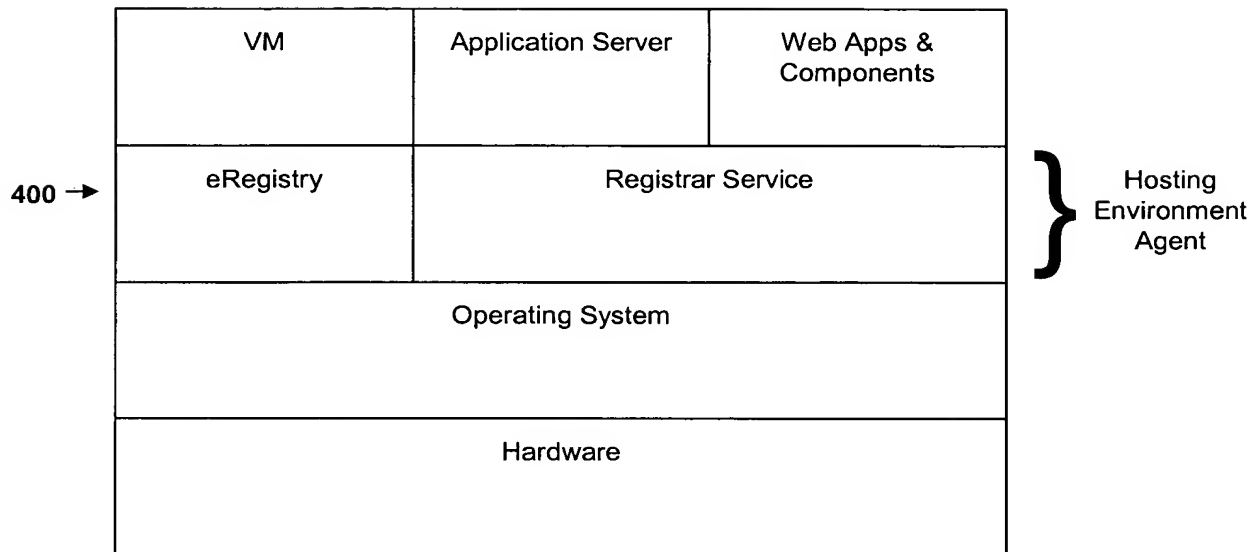 VM
Application Server
Web Apps &
Components
400 →
eRegistry
Registrar Service
Hosting
Environment
Agent
Operating System
Hardware